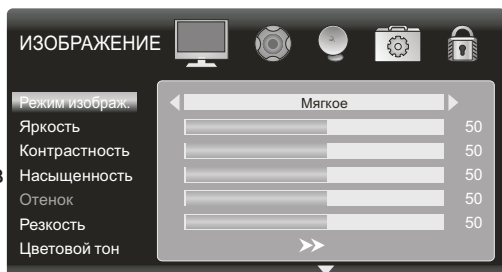 ИЗОБРАЖЕНИЕ
Режим изображ. Мягкое
Яркость 50
Контрастность 50
в Насыщенность 50
Отенок 50
Резкость 50
Цветовой тон